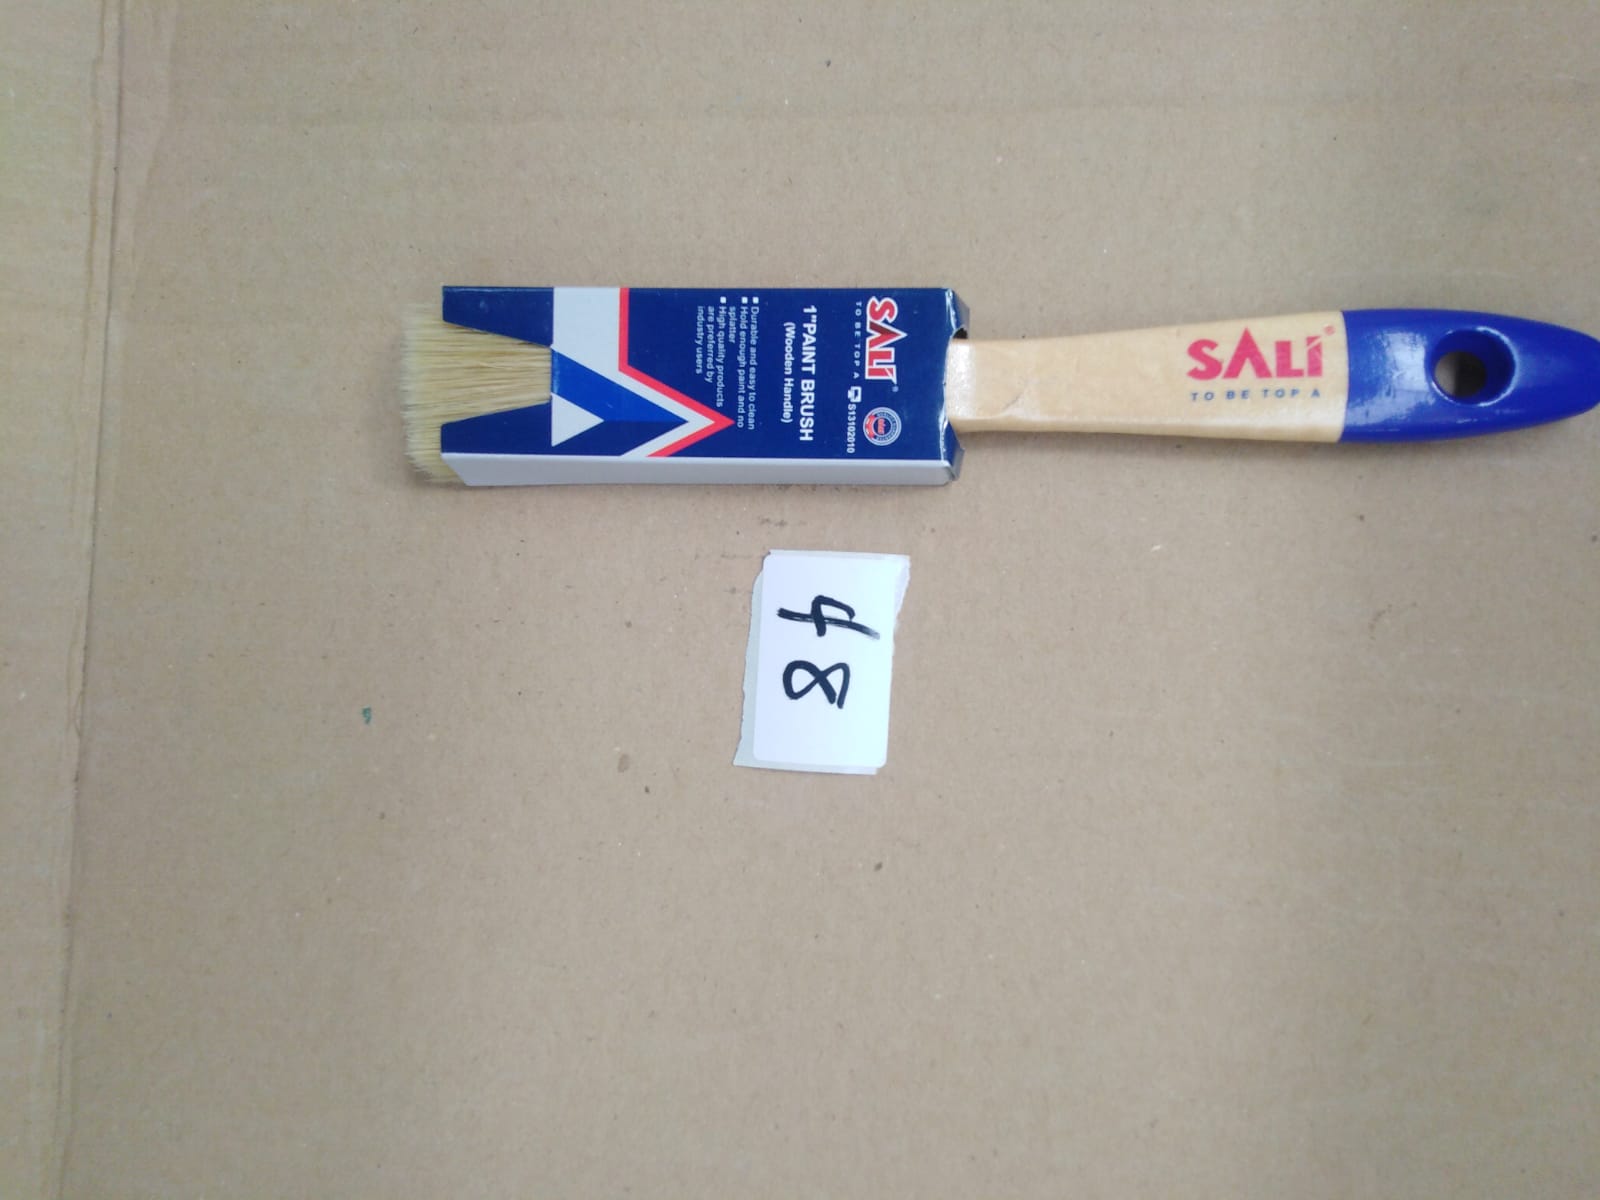 SALI®
TO BE TOP A
S13102010
1"PAINT BRUSH
(Wooden Handle)
■ Durable and easy to clean
■ Hold enough paint and no
splatter
■ High quality products
are preferred by
industry users
SALI®
TO BE TOP A
48